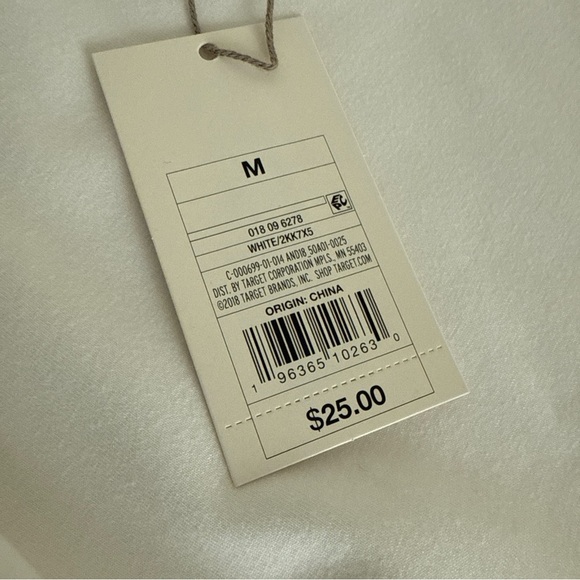 M
018 09 6278
WHITE/2KK7X5
C-000699-01-014 AND18 50A01-0025
DIST. BY TARGET CORPORATION MPLS., MN 55403
©2018 TARGET BRANDS, INC. SHOP TARGET.COM
ORIGIN: CHINA
1 96365 10263 0
$25.00